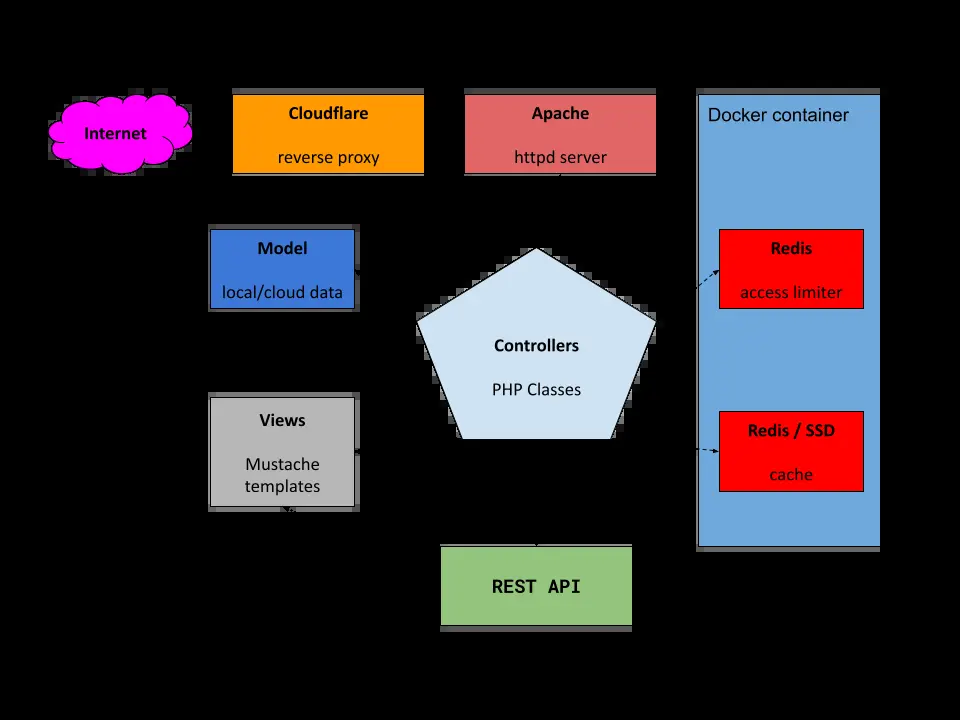 Internet
Cloudflare
reverse proxy
Apache
httpd server
Docker container
Model
local/cloud data
Redis
access limiter
Controllers
PHP Classes
Views
Mustache
templates
Redis / SSD
cache
REST API